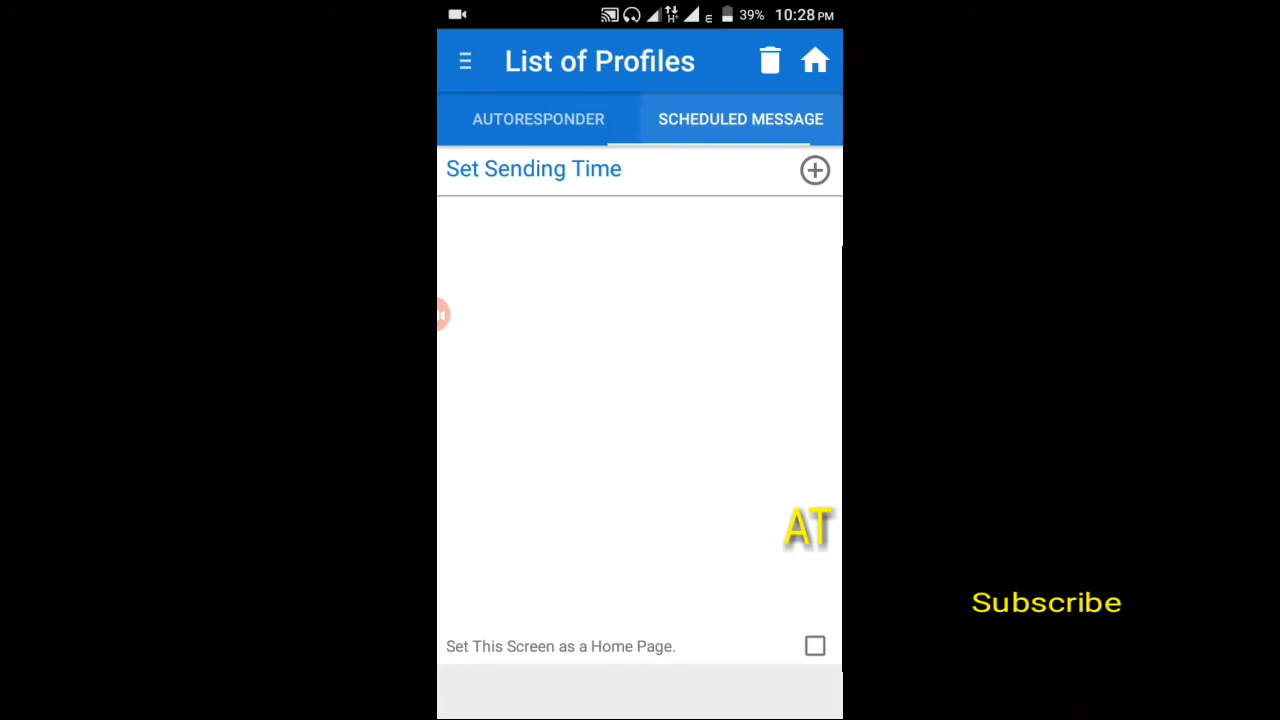 39% 10:28 PM
List of Profiles
AUTORESPONDER SCHEDULED MESSAGE
Set Sending Time
AT
Subscribe
Set This Screen as a Home Page.